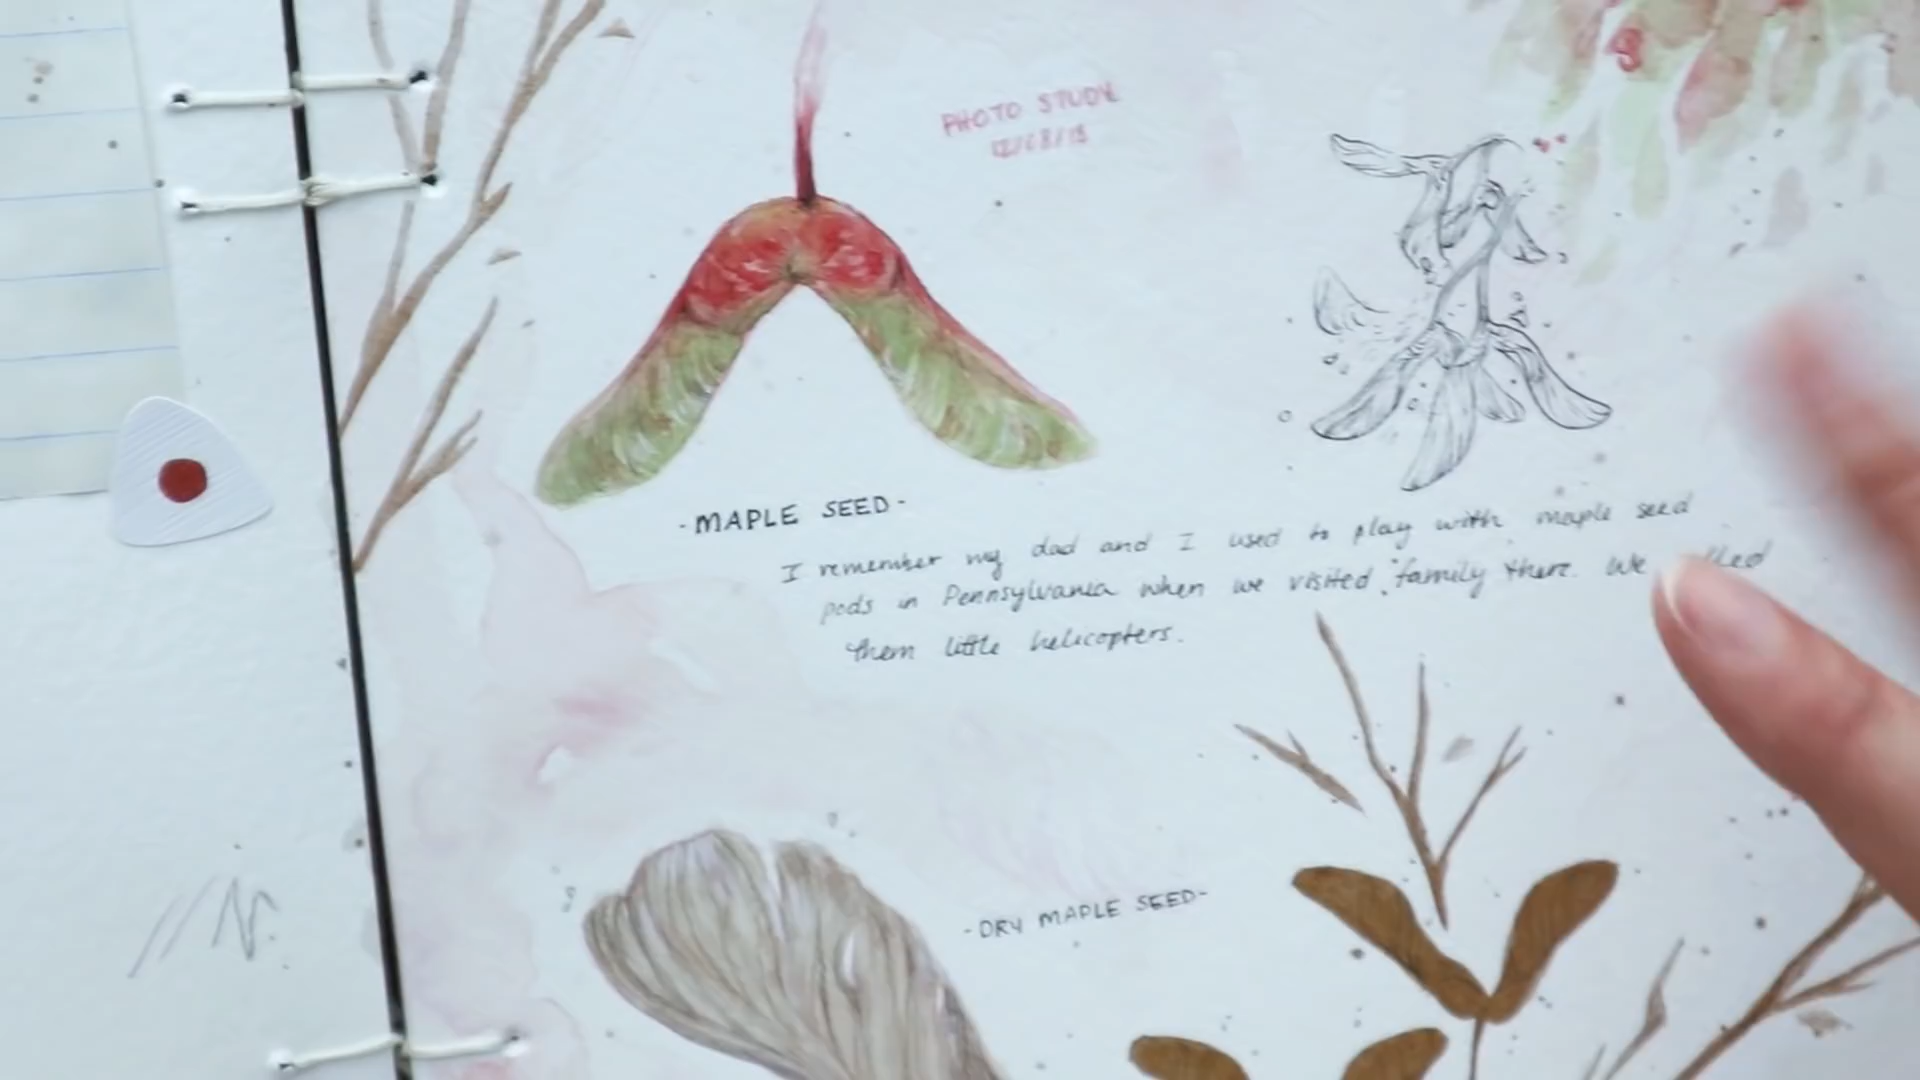 PHOTO STUDY
- MAPLE SEED -
I remember my dad and I used to play with maple seed
pods in Pennsylvania when we visited family there. We
them little helicopters.
- DRY MAPLE SEED -